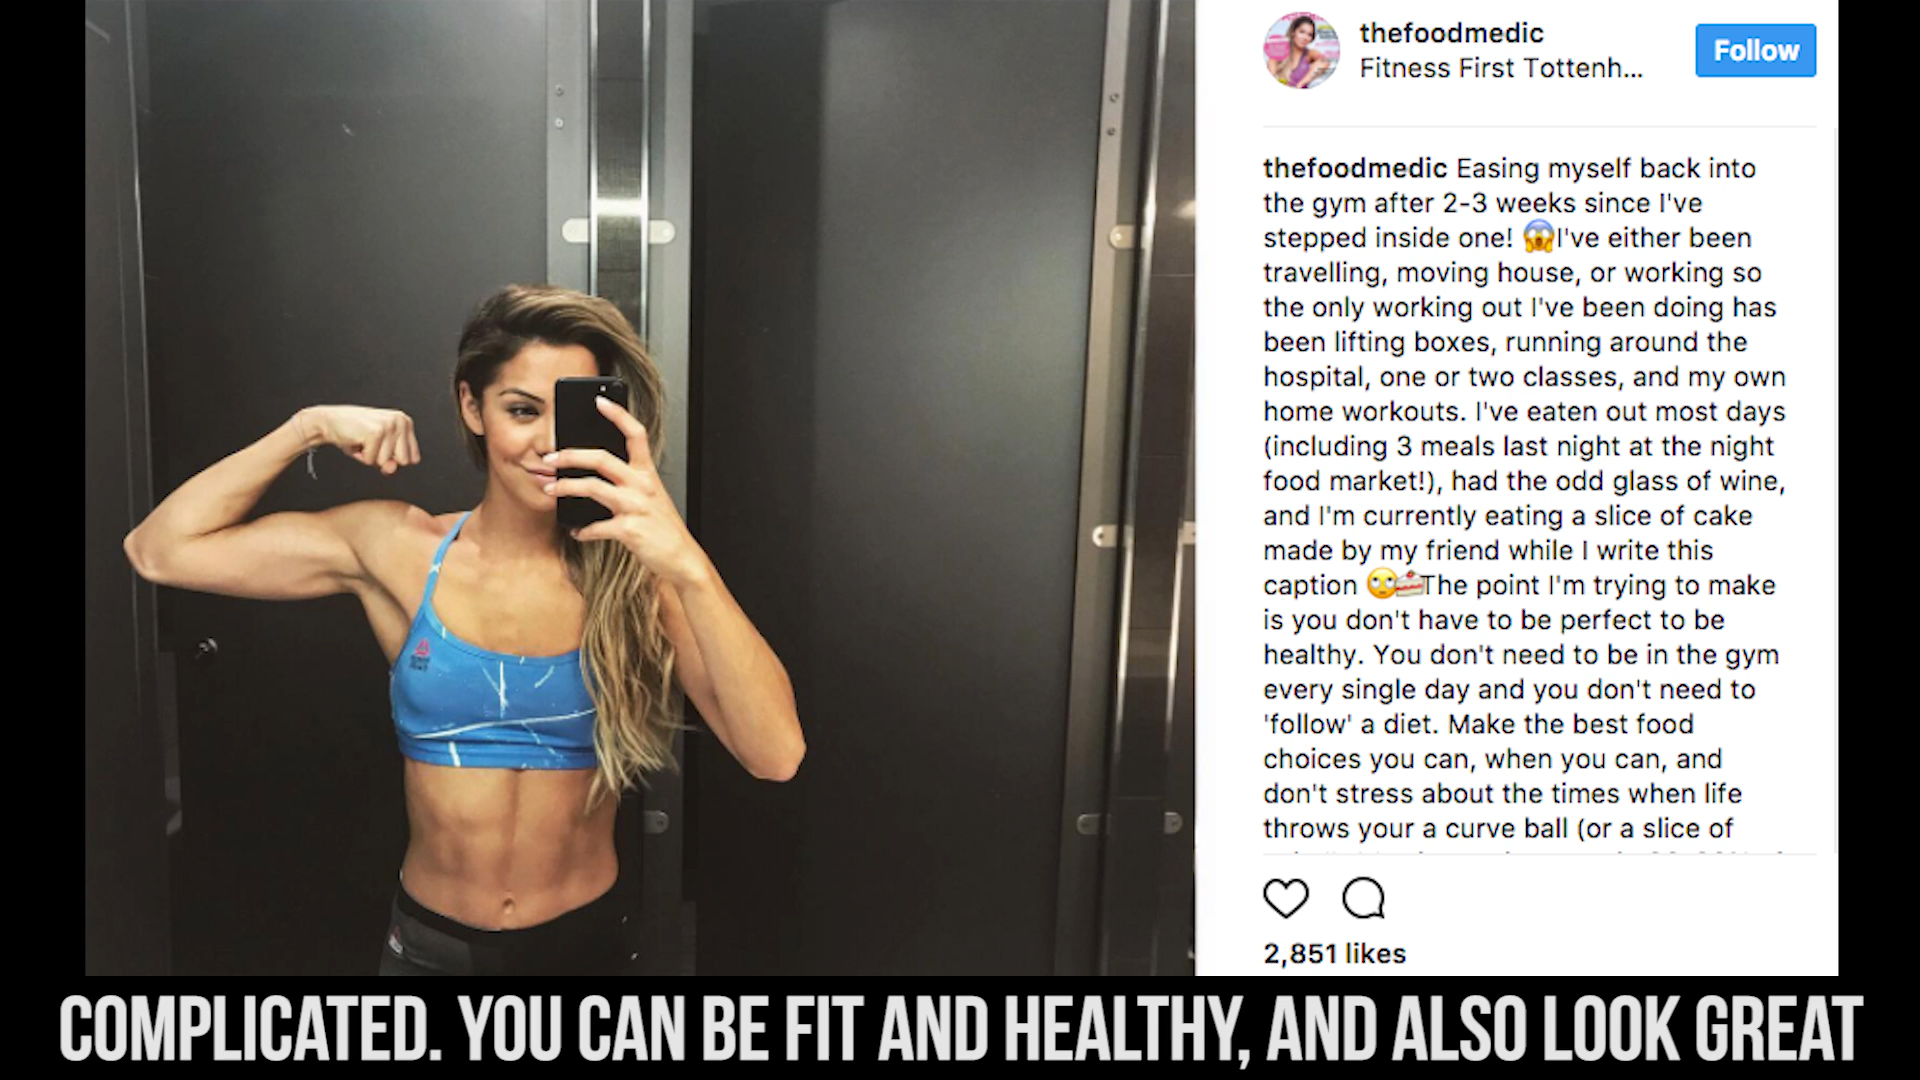 thefoodmedic
Fitness First Tottenh...
Follow
thefoodmedic Easing myself back into
the gym after 2-3 weeks since I've
stepped inside one! 😱I've either been
travelling, moving house, or working so
the only working out I've been doing has
been lifting boxes, running around the
hospital, one or two classes, and my own
home workouts. I've eaten out most days
(including 3 meals last night at the night
food market!), had the odd glass of wine,
and I'm currently eating a slice of cake
made by my friend while I write this
caption 🙄🍰The point I'm trying to make
is you don't have to be perfect to be
healthy. You don't need to be in the gym
every single day and you don't need to
'follow' a diet. Make the best food
choices you can, when you can, and
don't stress about the times when life
throws your a curve ball (or a slice of
2,851 likes
COMPLICATED. YOU CAN BE FIT AND HEALTHY, AND ALSO LOOK GREAT